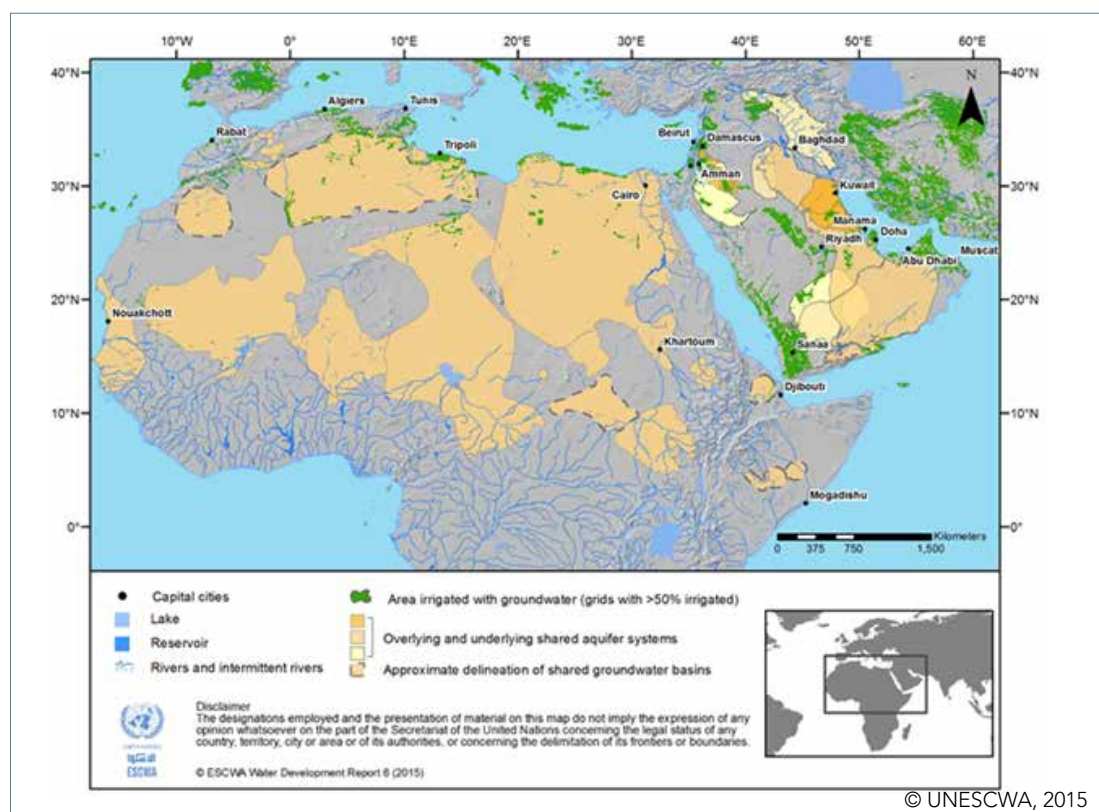 10°W 0° 10°E 20°E 30°E 40°E 50°E 60°E
40°N 40°N
N
Algiers Tunis
Rabat
Tripoli
Beirut Damascus
Baghdad
Amman
30°N 30°N
Cairo
Kuwait
Manama
Doha
Riyadh
Abu Dhabi
Muscat
20°N 20°N
Nouakchott
Khartoum
Sanaa
Djibouti
10°N 10°N
Mogadishu
0° 0°
Kilometers
0 375 750 1,500
Capital cities
Lake
Reservoir
Rivers and intermittent rivers
Area irrigated with groundwater (grids with >50% irrigated)
Overlying and underlying shared aquifer systems
Approximate delineation of shared groundwater basins
Disclaimer
The designations employed and the presentation of material on this map do not imply the expression of any
opinion whatsoever on the part of the Secretariat of the United Nations concerning the legal status of any
country, territory, city or area or of its authorities, or concerning the delimitation of its frontiers or boundaries.
الإسكوا
ESCWA
© ESCWA Water Development Report 6 (2015)
© UNESCWA, 2015